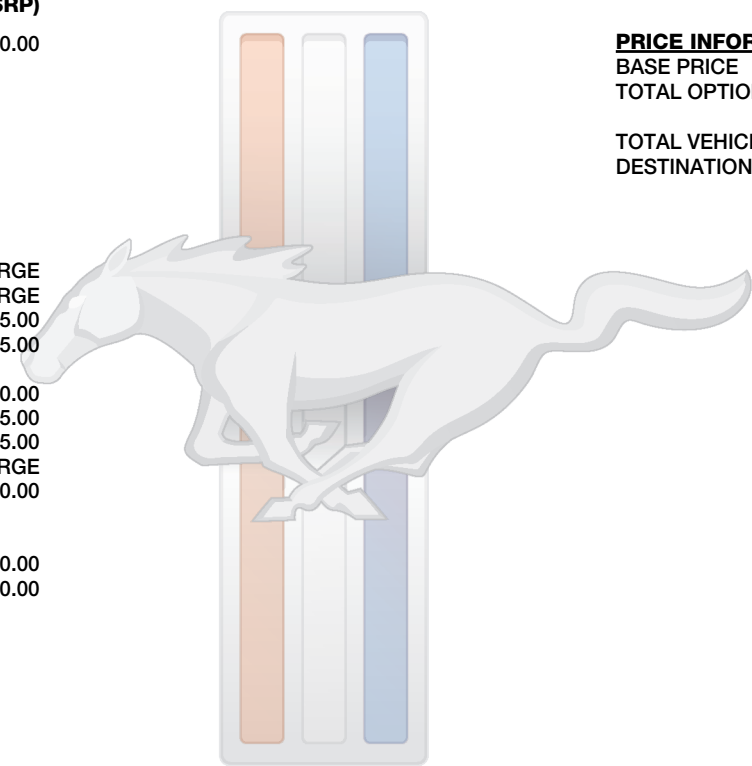 SRP)
0.00
RGE
RGE
5.00
5.00
0.00
5.00
5.00
RGE
0.00
0.00
0.00
PRICE INFOR
BASE PRICE
TOTAL OPTIO
TOTAL VEHICL
DESTINATION